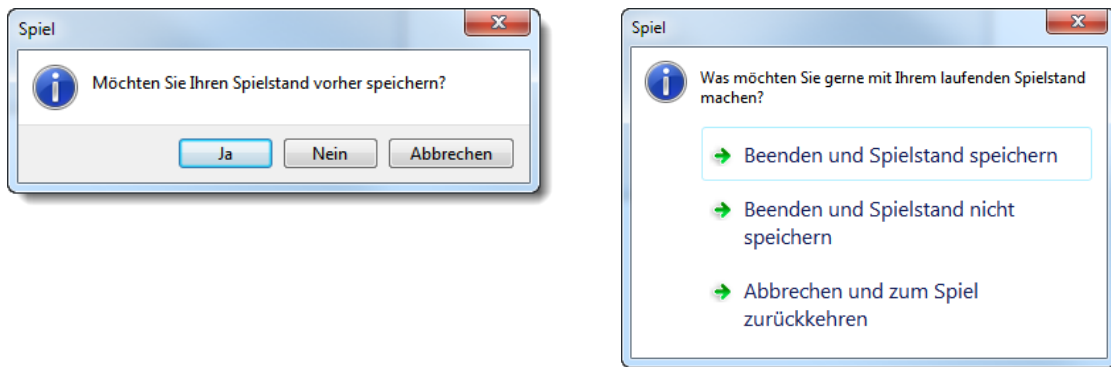 Spiel
Möchten Sie Ihren Spielstand vorher speichern?
Ja
Nein
Abbrechen
Spiel
Was möchten Sie gerne mit Ihrem laufenden Spielstand
machen?
Beenden und Spielstand speichern
Beenden und Spielstand nicht
speichern
Abbrechen und zum Spiel
zurückkehren